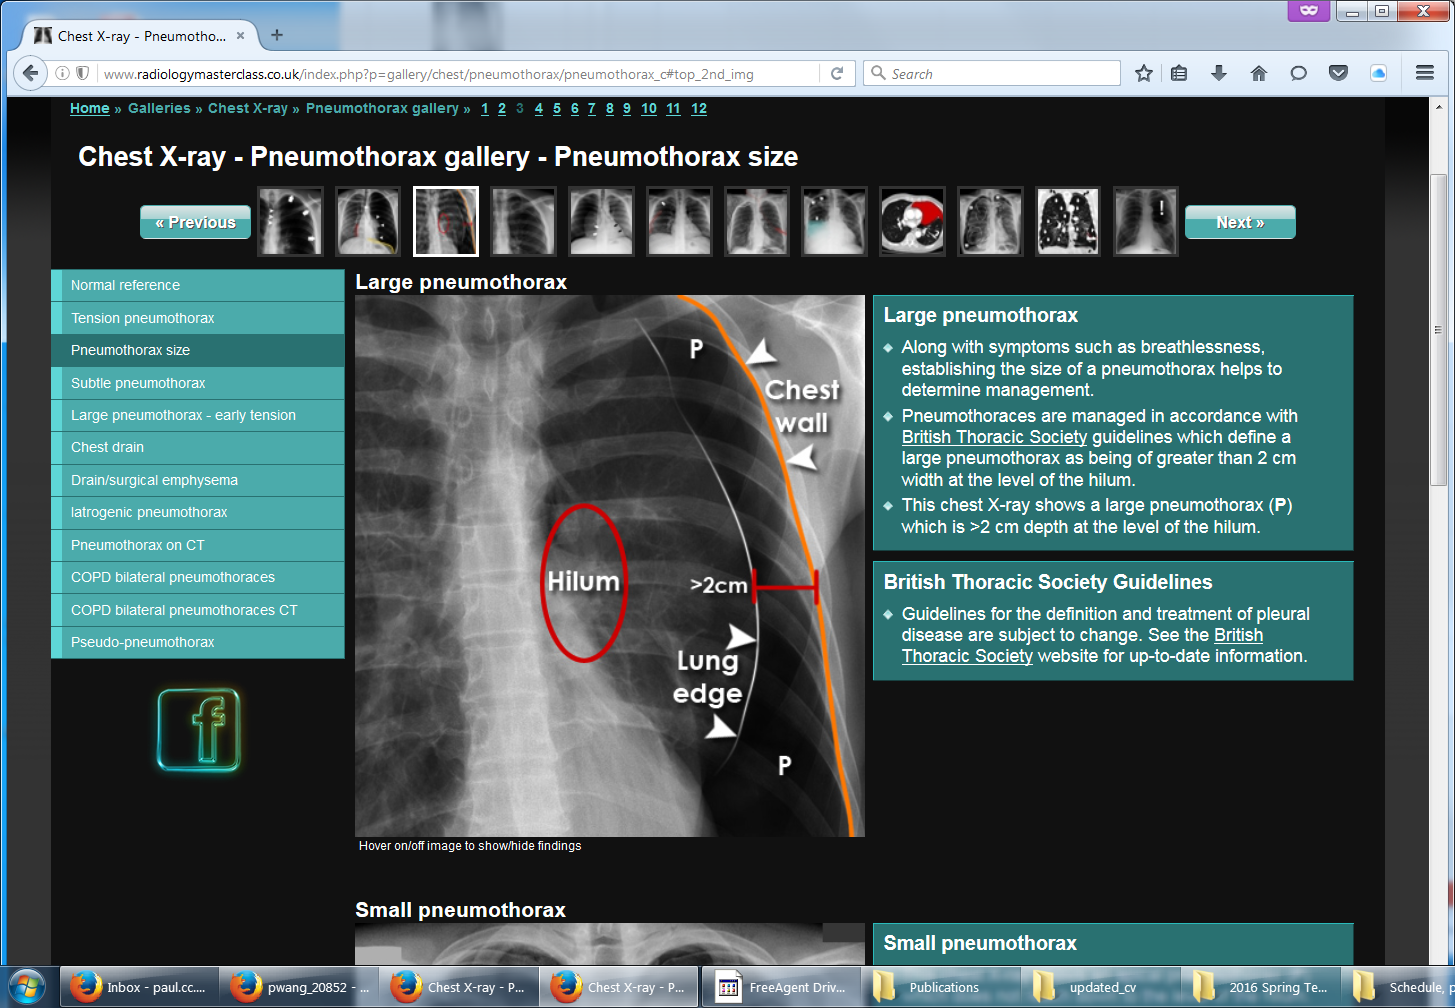 Chest X-ray - Pneumotho...
www.radiologymasterclass.co.uk/index.php?p=gallery/chest/pneumothorax/pneumothorax_c#top_2nd_img
Search
Home » Galleries » Chest X-ray » Pneumothorax gallery » 1 2 3 4 5 6 7 8 9 10 11 12
Chest X-ray - Pneumothorax gallery - Pneumothorax size
« Previous
Next »
Normal reference
Tension pneumothorax
Pneumothorax size
Subtle pneumothorax
Large pneumothorax - early tension
Chest drain
Drain/surgical emphysema
Iatrogenic pneumothorax
Pneumothorax on CT
COPD bilateral pneumothoraces
COPD bilateral pneumothoraces CT
Pseudo-pneumothorax
f
Large pneumothorax
P
Chest
wall
Hilum
>2cm
Lung
edge
P
Hover on/off image to show/hide findings
Large pneumothorax
Along with symptoms such as breathlessness,
establishing the size of a pneumothorax helps to
determine management.
Pneumothoraces are managed in accordance with
British Thoracic Society guidelines which define a
large pneumothorax as being of greater than 2 cm
width at the level of the hilum.
This chest X-ray shows a large pneumothorax (P)
which is >2 cm depth at the level of the hilum.
British Thoracic Society Guidelines
Guidelines for the definition and treatment of pleural
disease are subject to change. See the British
Thoracic Society website for up-to-date information.
Small pneumothorax
Small pneumothorax
Inbox - paul.cc....
pwang_20852 - ...
Chest X-ray - P...
Chest X-ray - P...
FreeAgent Driv...
Publications
updated_cv
2016 Spring Te...
Schedule, p